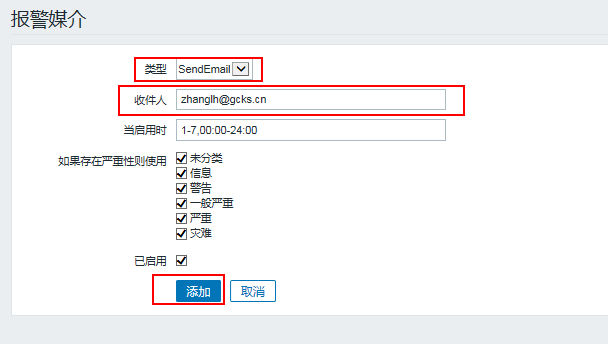 报警媒介
类型 SendEmail
收件人 zhanglh@gcks.cn
当启用时 1-7,00:00-24:00
如果存在严重性则使用 未分类
信息
警告
一般严重
严重
灾难
已启用
添加 取消